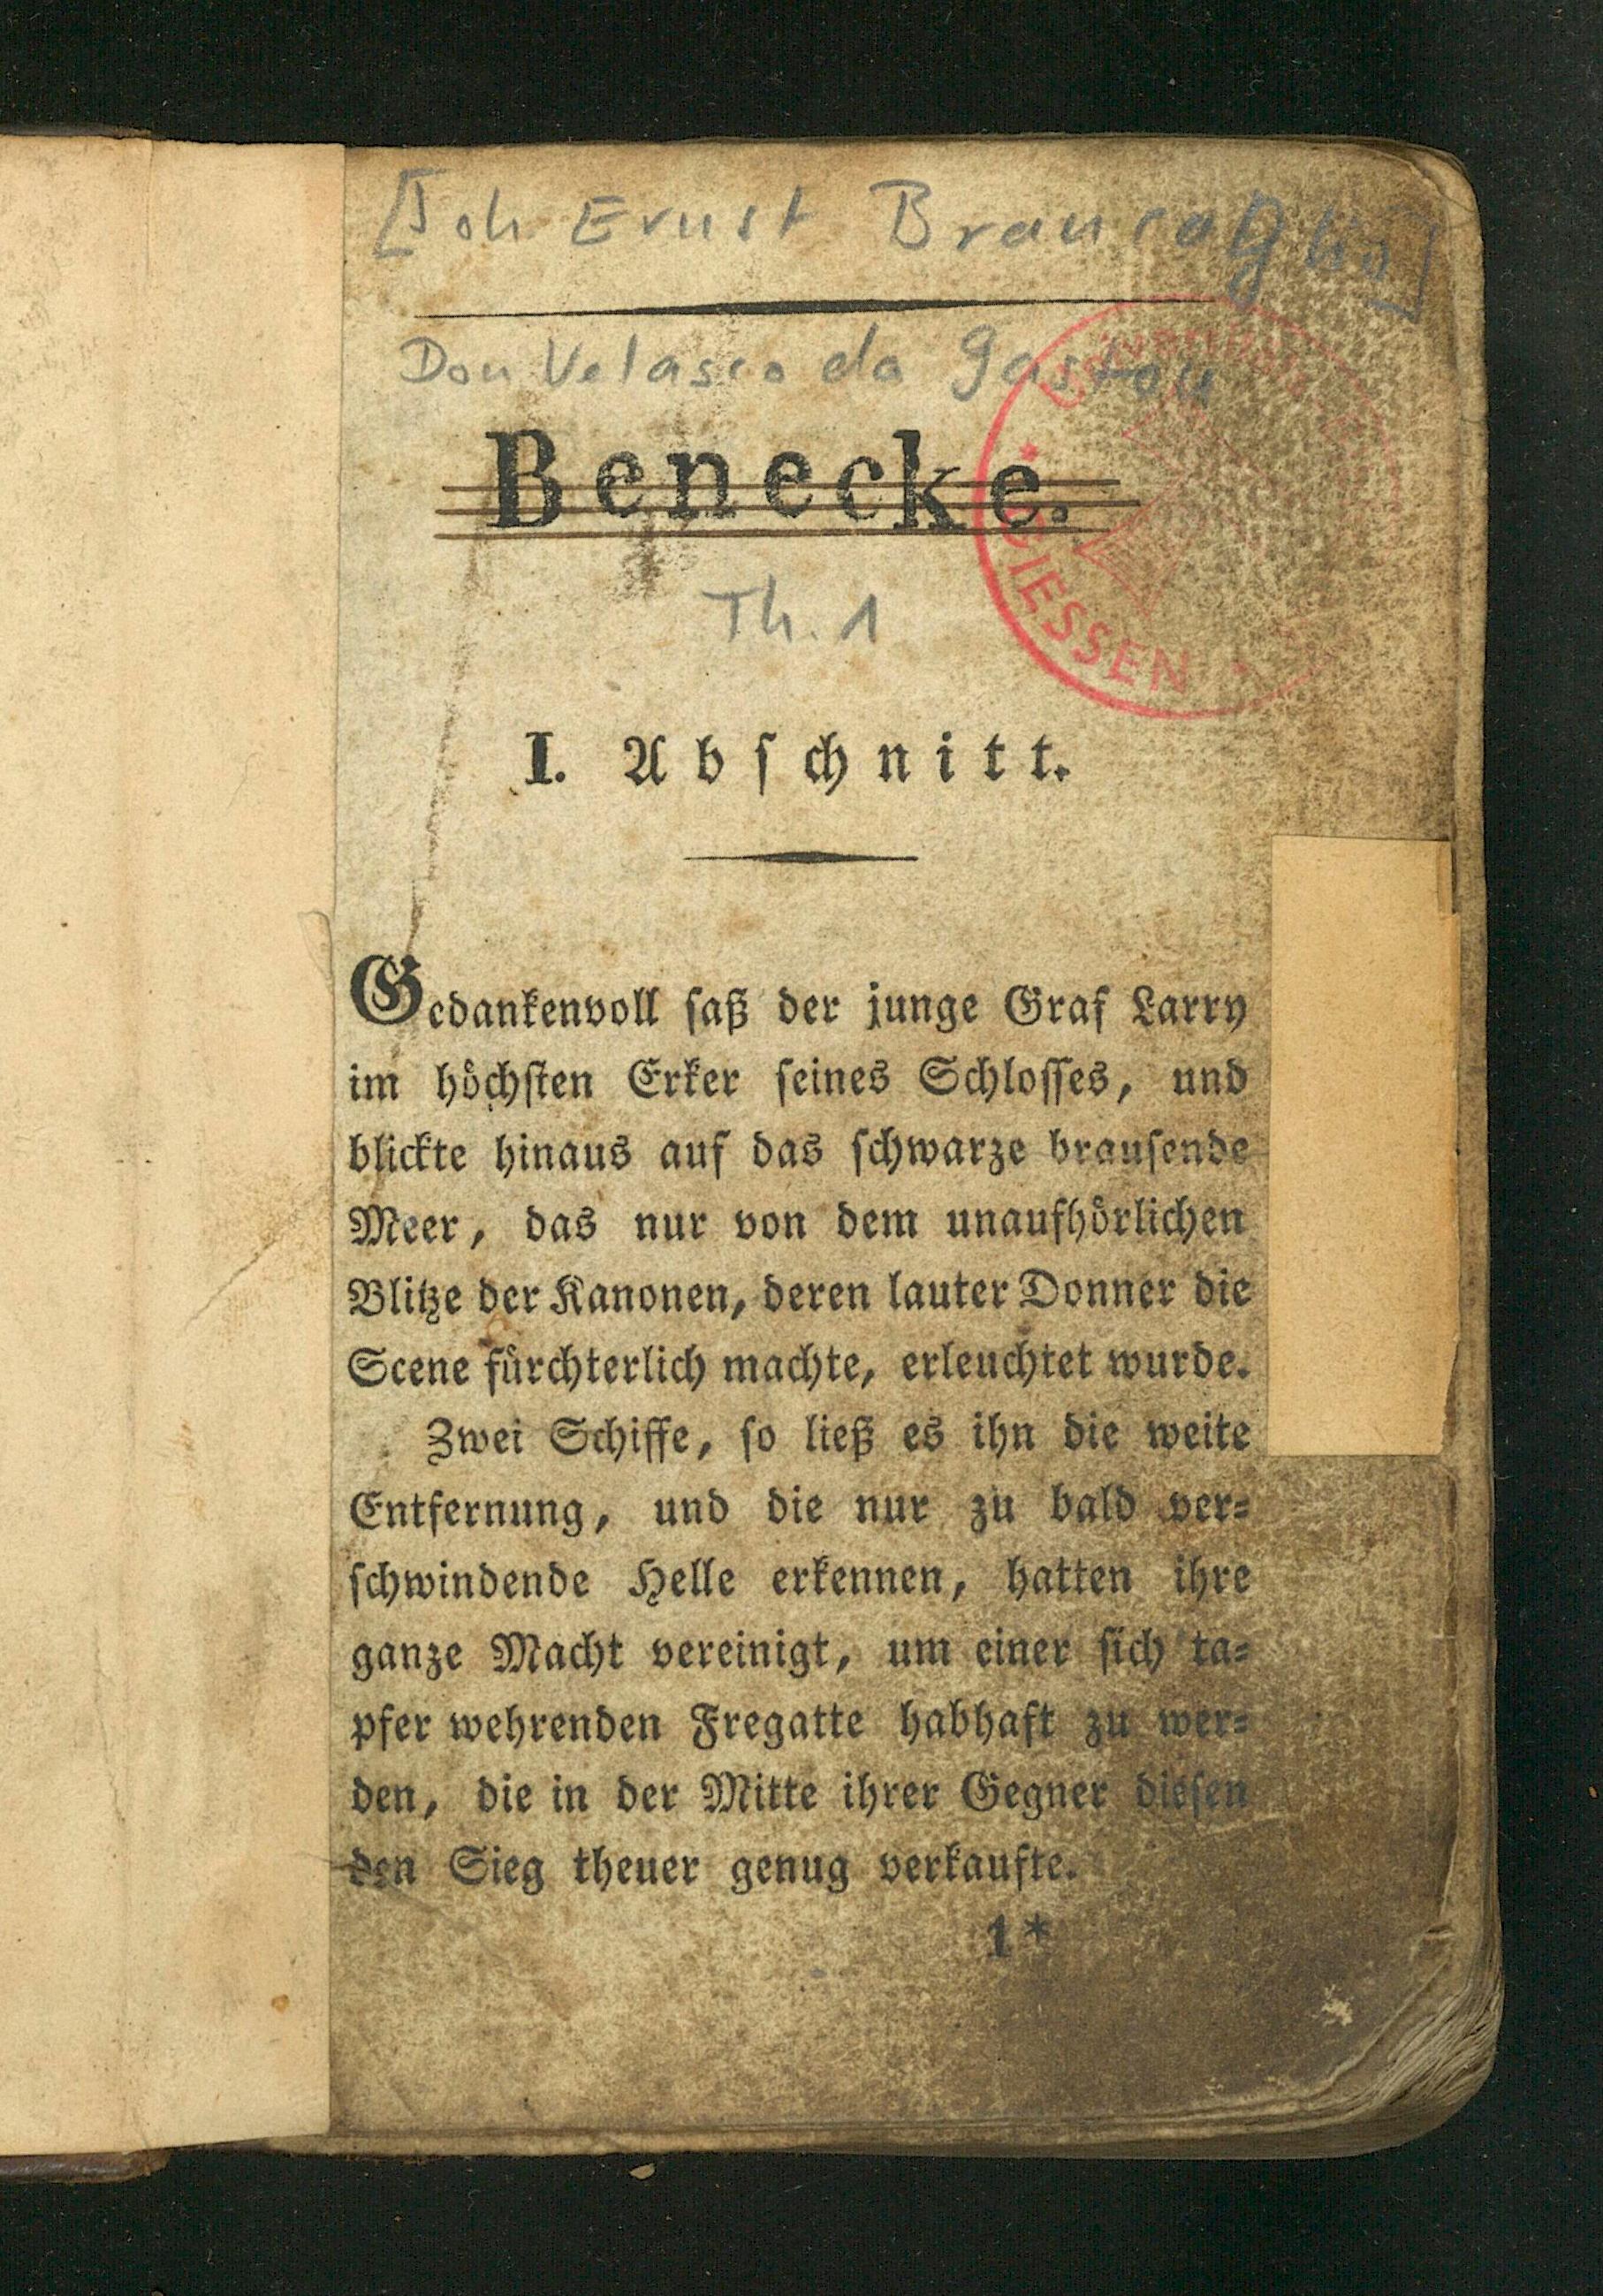 [Joh Ernst Brancaglio]
Don Velasco da Gaston
Benecke.
Th. 1
GIESSEN
I. Abſchnitt.
Gedankenvoll ſaß der junge Graf Larry
im höchſten Erker ſeines Schloſſes, und
blickte hinaus auf das ſchwarze brauſende
Meer, das nur von dem unaufhörlichen
Blitze der Kanonen, deren lauter Donner die
Scene fürchterlich machte, erleuchtet wurde.
Zwei Schiffe, ſo ließ es ihn die weite
Entfernung, und die nur zu bald ver=
ſchwindende Helle erkennen, hatten ihre
ganze Macht vereinigt, um einer ſich ta=
pfer wehrenden Fregatte habhaft zu wer=
den, die in der Mitte ihrer Gegner dieſen
den Sieg theuer genug verkaufte.
1*